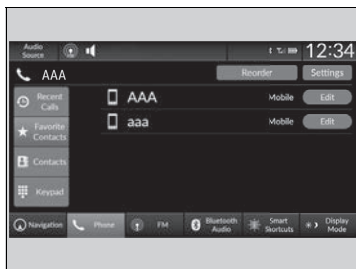 Audio
Source
12:34
AAA
Reorder
Settings
Recent
Calls
AAA
Mobile
Edit
Favorite
Contacts
aaa
Mobile
Edit
Contacts
Keypad
Navigation
Phone
FM
Bluetooth
Audio
Smart
Shortcuts
Display
Mode